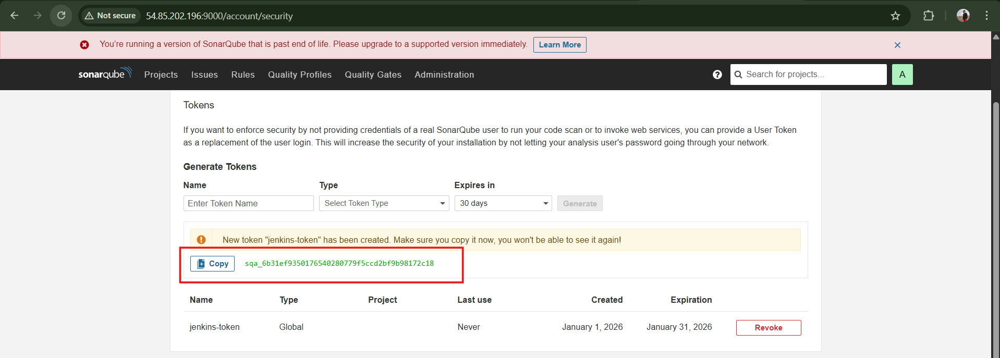 Not secure 54.85.202.196:9000/account/security
You're running a version of SonarQube that is past end of life. Please upgrade to a supported version immediately. Learn More
sonarqube Projects Issues Rules Quality Profiles Quality Gates Administration Search for projects... A
Tokens
If you want to enforce security by not providing credentials of a real SonarQube user to run your code scan or to invoke web services, you can provide a User Token
as a replacement of the user login. This will increase the security of your installation by not letting your analysis user's password going through your network.
Generate Tokens
Name Type Expires in
Enter Token Name Select Token Type 30 days Generate
New token "jenkins-token" has been created. Make sure you copy it now, you won't be able to see it again!
Copy sqa_6b31ef9350176540280779f5ccd2bf9b98172c18
Name Type Project Last use Created Expiration
jenkins-token Global Never January 1, 2026 January 31, 2026 Revoke